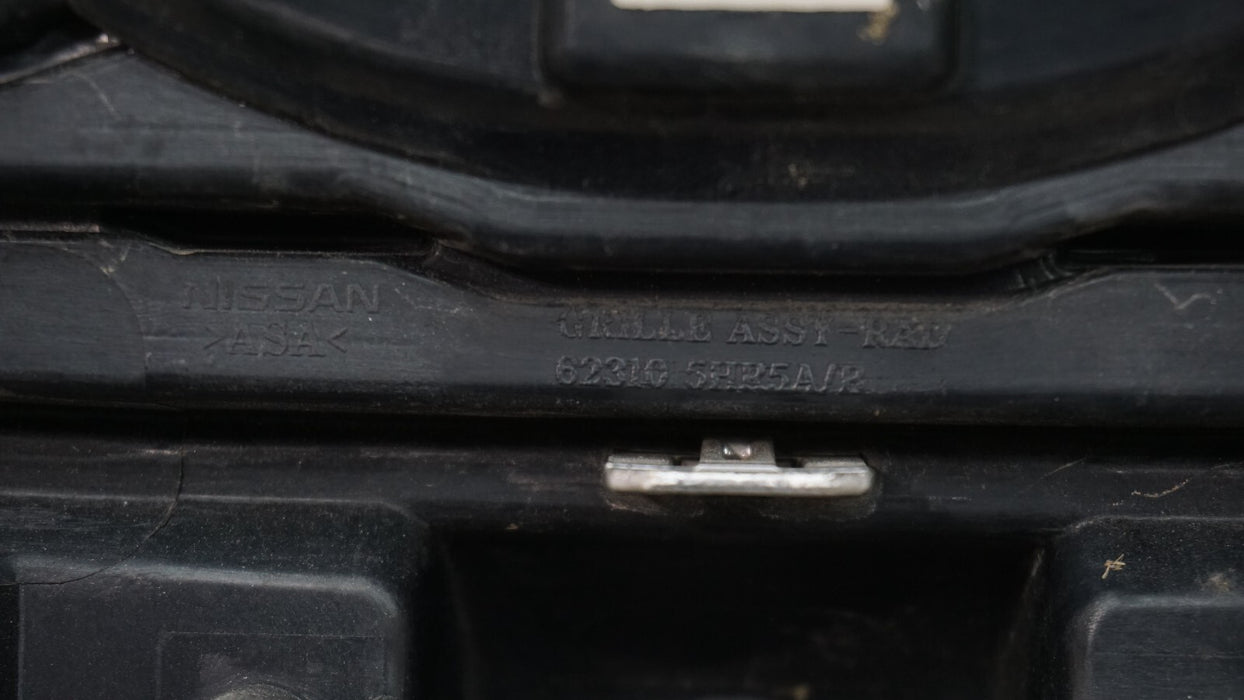 NISSAN
>ASA<
GRILLE ASSY-RAD
62310 5HR5A/B